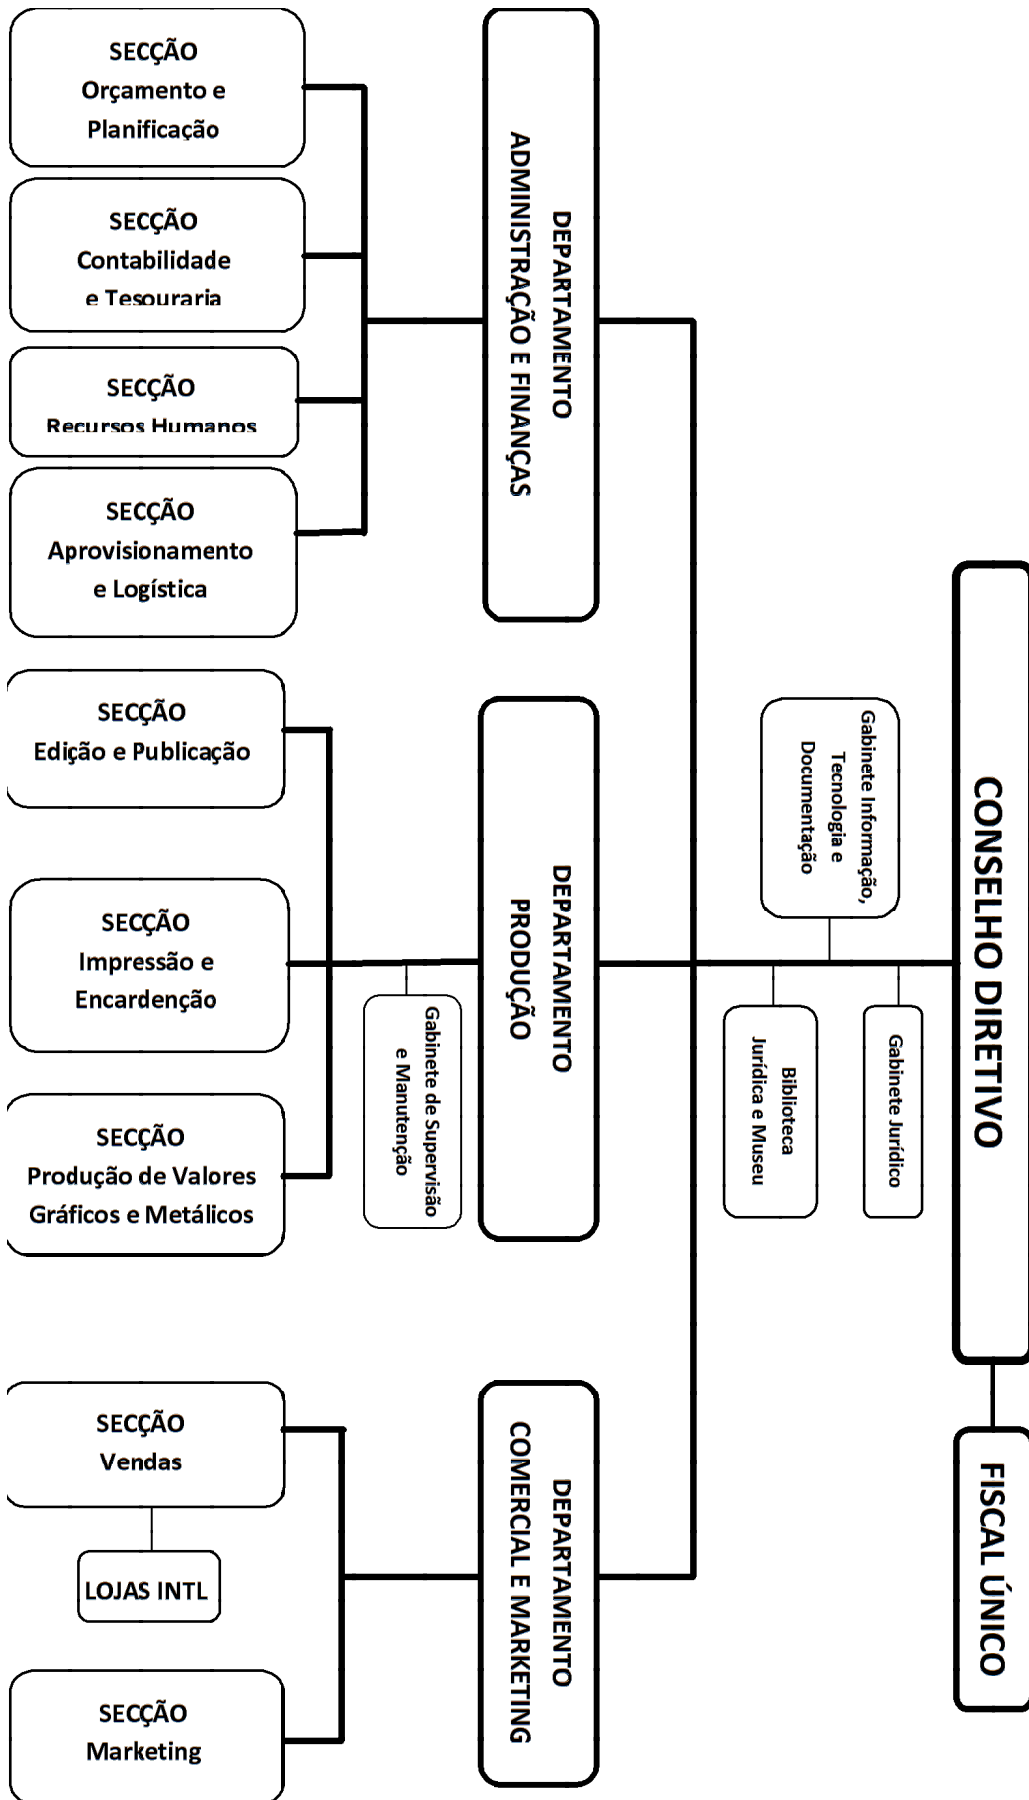 CONSELHO DIRETIVO
FISCAL ÚNICO
Gabinete Jurídico
Gabinete Informação,
Tecnologia e
Documentação
Biblioteca
Jurídica e Museu
DEPARTAMENTO
ADMINISTRAÇÃO E FINANÇAS
SECÇÃO
Orçamento e
Planificação
SECÇÃO
Contabilidade
e Tesouraria
SECÇÃO
Recursos Humanos
SECÇÃO
Aprovisionamento
e Logística
DEPARTAMENTO
PRODUÇÃO
Gabinete de Supervisão
e Manutenção
SECÇÃO
Edição e Publicação
SECÇÃO
Impressão e
Encardenção
SECÇÃO
Produção de Valores
Gráficos e Metálicos
DEPARTAMENTO
COMERCIAL E MARKETING
SECÇÃO
Vendas
LOJAS INTL
SECÇÃO
Marketing